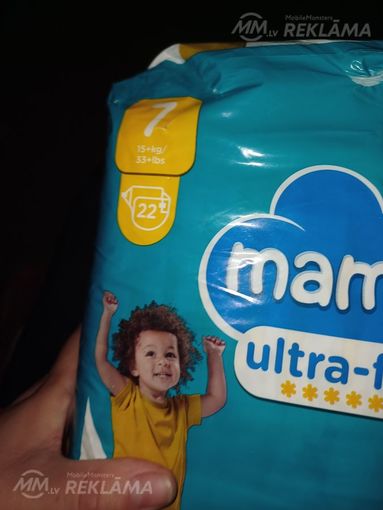 MobileMonsters
MM.LV REKLĀMA
7
15+kg/
33+lbs
22
mam
ultra-f
MobileMonsters
MM.LV REKLĀMA